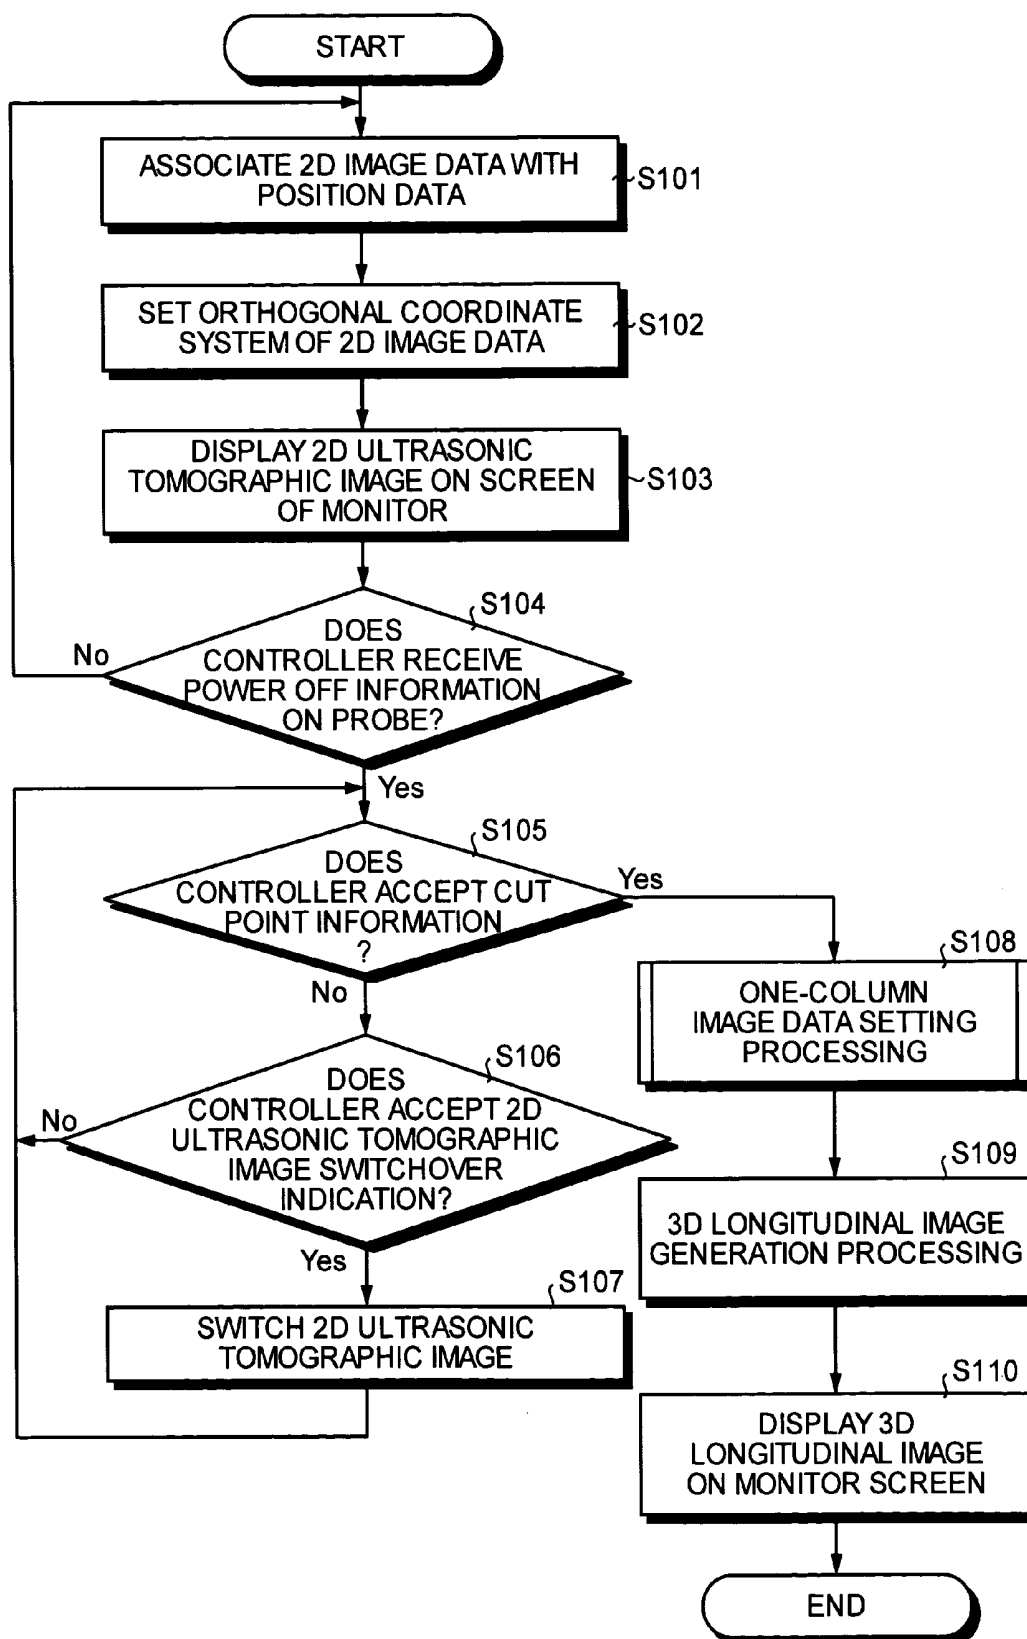 START
ASSOCIATE 2D IMAGE DATA WITH
POSITION DATA
S101
SET ORTHOGONAL COORDINATE
SYSTEM OF 2D IMAGE DATA
S102
DISPLAY 2D ULTRASONIC
TOMOGRAPHIC IMAGE ON SCREEN
OF MONITOR
S103
S104
DOES
CONTROLLER RECEIVE
POWER OFF INFORMATION
ON PROBE?
No
Yes
S105
DOES
CONTROLLER ACCEPT CUT
POINT INFORMATION
?
Yes
No
S106
DOES
CONTROLLER ACCEPT 2D
ULTRASONIC TOMOGRAPHIC
IMAGE SWITCHOVER
INDICATION?
No
Yes
S107
SWITCH 2D ULTRASONIC
TOMOGRAPHIC IMAGE
S108
ONE-COLUMN
IMAGE DATA SETTING
PROCESSING
S109
3D LONGITUDINAL IMAGE
GENERATION PROCESSING
S110
DISPLAY 3D
LONGITUDINAL IMAGE
ON MONITOR SCREEN
END